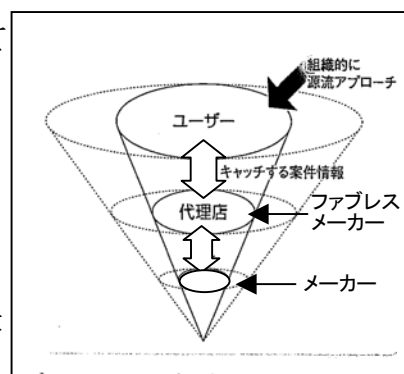 組織的に
源流アプローチ
ユーザー
キャッチする案件情報
代理店
ファブレス
メーカー
メーカー